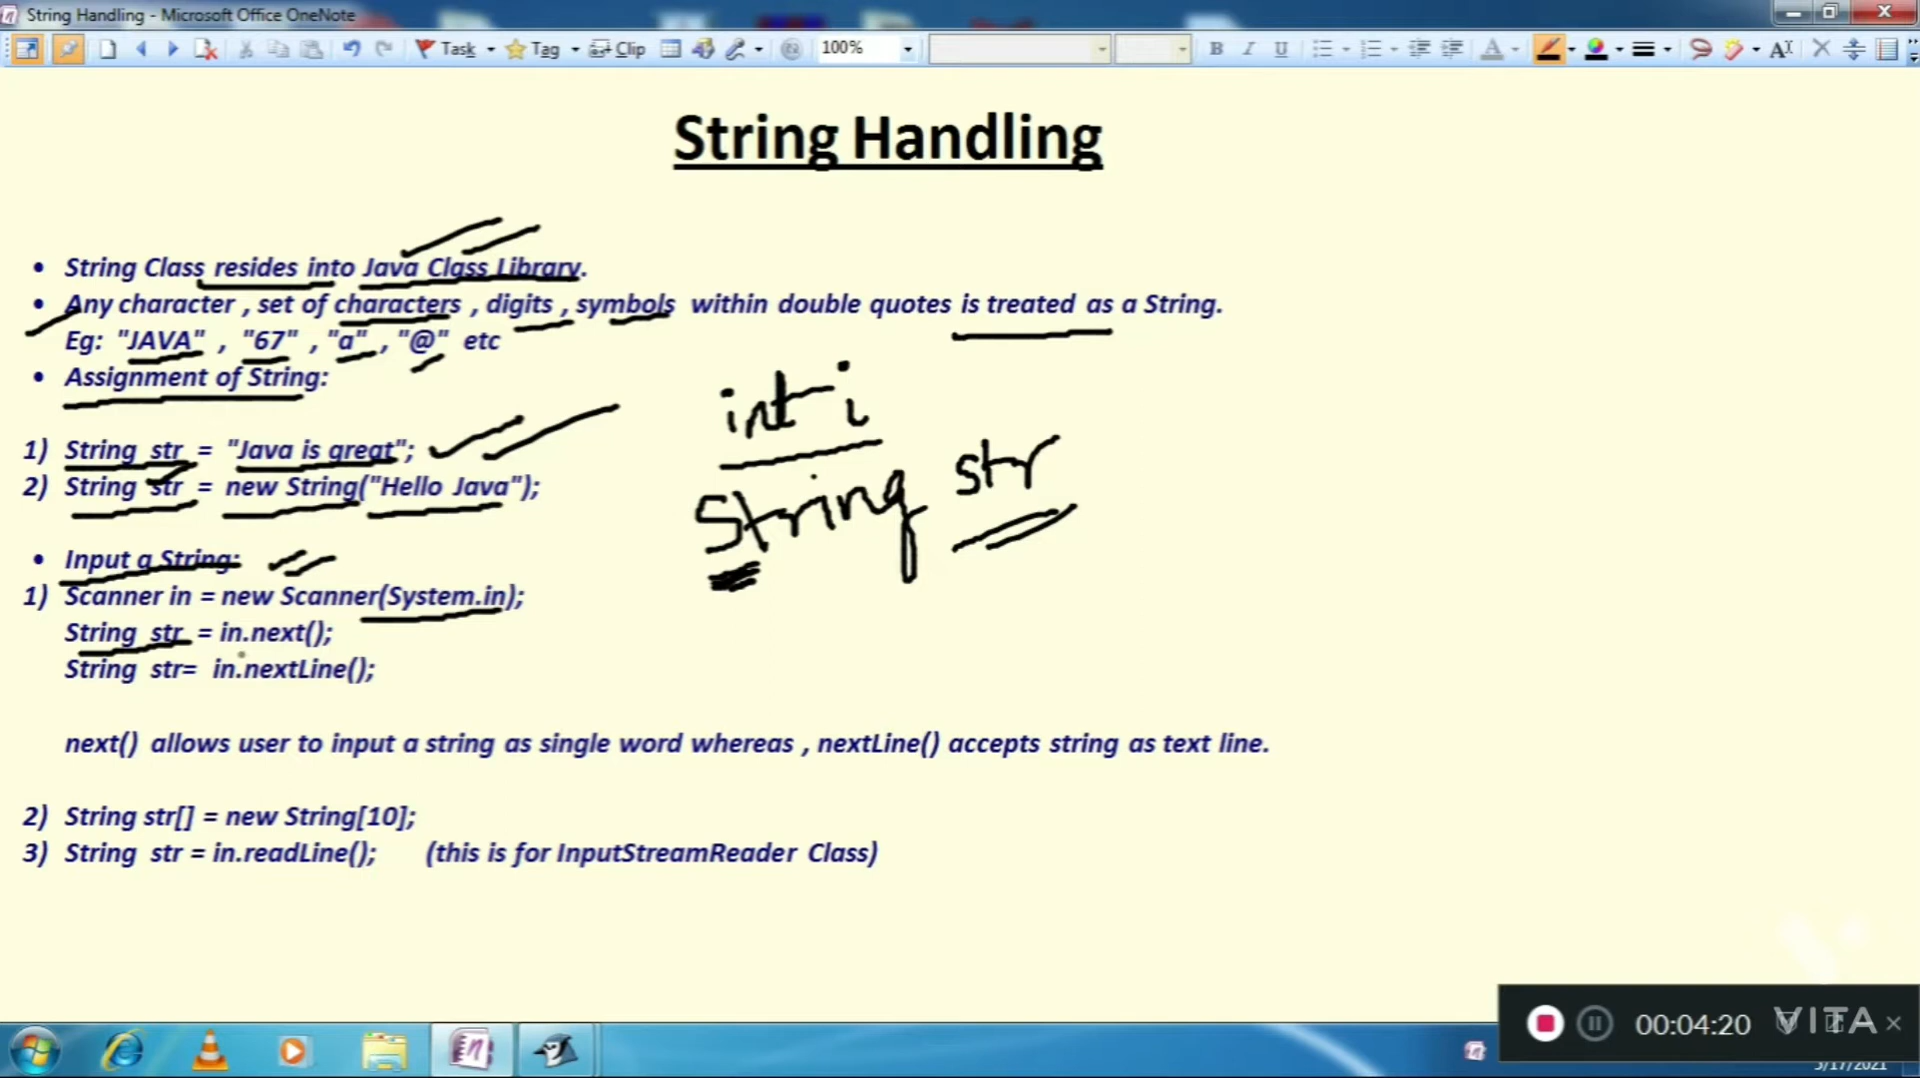 String Handling - Microsoft Office OneNote
Task Tag Clip 100% B I U
String Handling
• String Class resides into Java Class Library.
• Any character , set of characters , digits , symbols within double quotes is treated as a String.
Eg: "JAVA" , "67" , "a" , "@" etc
• Assignment of String:
int i
1) String str = "Java is great";
String str
2) String str = new String("Hello Java");
• Input a String:
1) Scanner in = new Scanner(System.in);
String str = in.next();
String str= in.nextLine();
next() allows user to input a string as single word whereas , nextLine() accepts string as text line.
2) String str[] = new String[10];
3) String str = in.readLine(); (this is for InputStreamReader Class)
00:04:20 VITA
5/17/2021